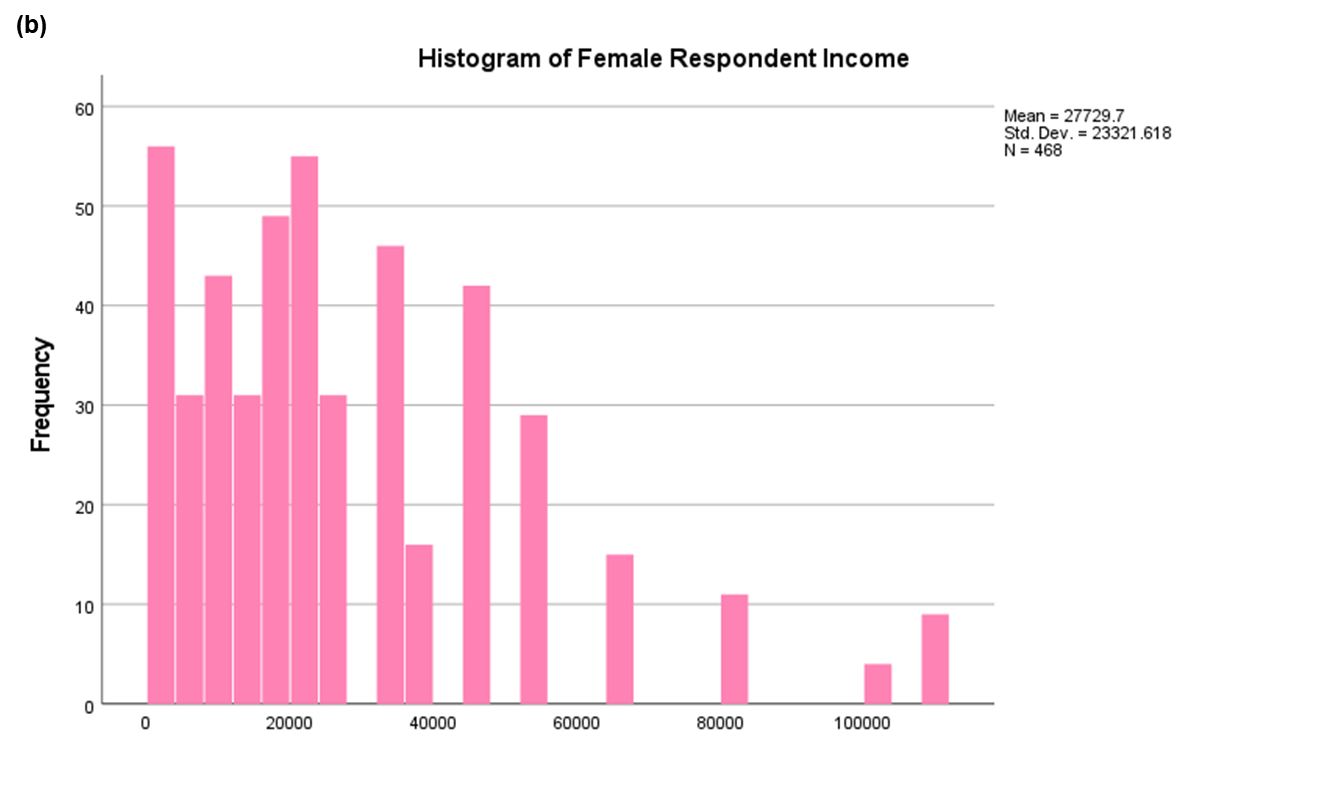 (b)
Histogram of Female Respondent Income
Mean = 27729.7
Std. Dev. = 23321.618
N = 468
Frequency
60
50
40
30
20
10
0
0 20000 40000 60000 80000 100000